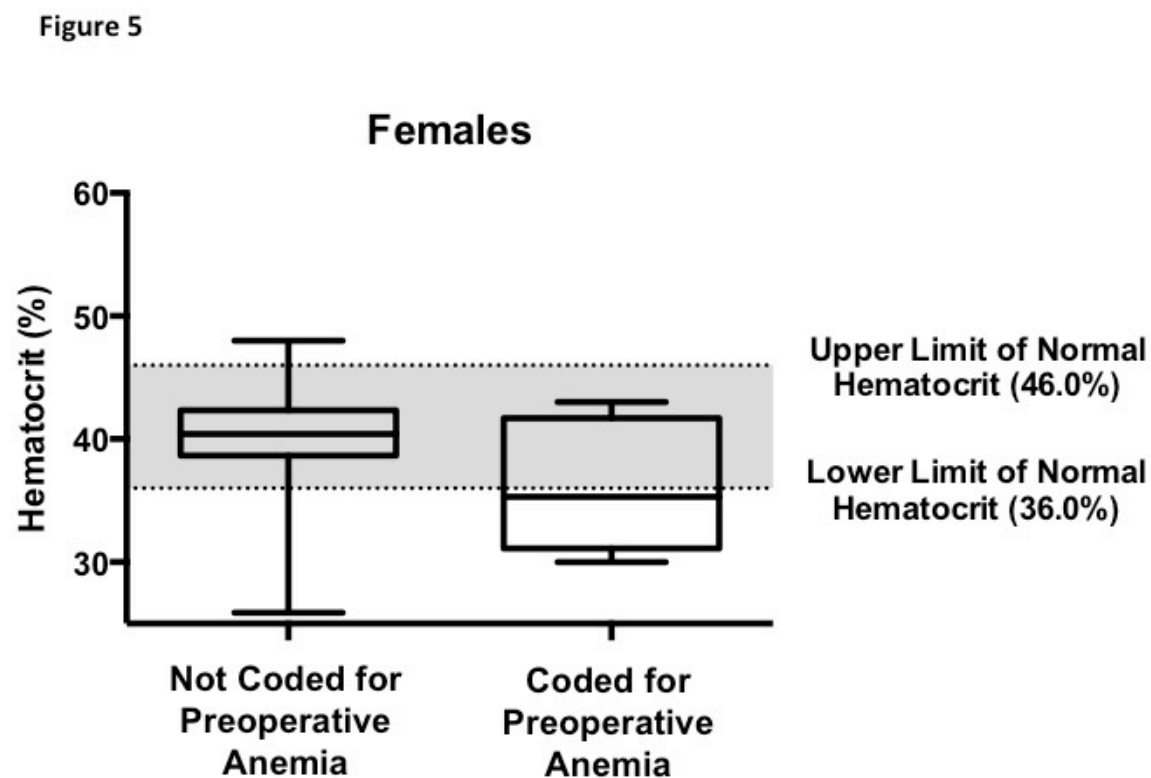 Figure 5
Females
60
50
40
30
Hematocrit (%)
Upper Limit of Normal
Hematocrit (46.0%)
Lower Limit of Normal
Hematocrit (36.0%)
Not Coded for
Preoperative
Anemia
Coded for
Preoperative
Anemia